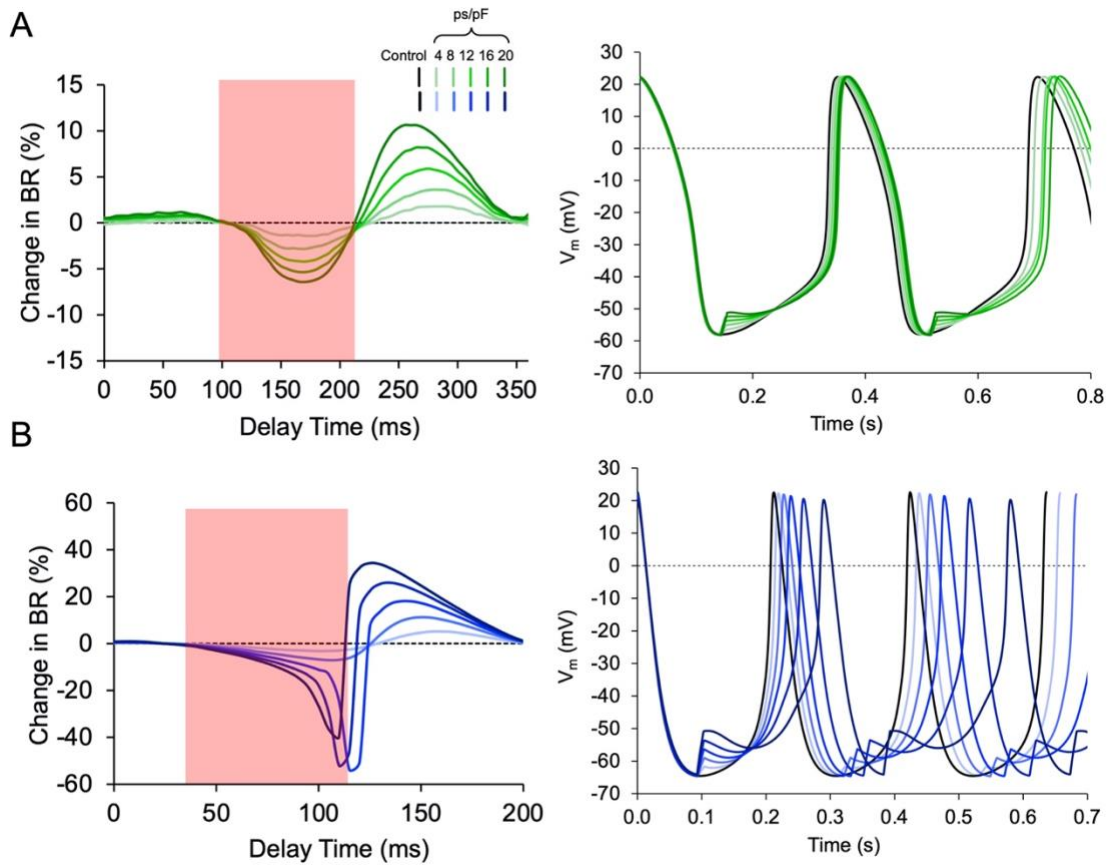 A
ps/pF
Control 4 8 12 16 20
15
10
5
0
-5
-10
-15
0 50 100 150 200 250 300 350
Change in BR (%)
Delay Time (ms)
30
20
10
0
-10
-20
-30
-40
-50
-60
-70
0.0 0.2 0.4 0.6 0.8
Vm (mV)
Time (s)
B
60
40
20
0
-20
-40
-60
0 50 100 150 200
Change in BR (%)
Delay Time (ms)
30
20
10
0
-10
-20
-30
-40
-50
-60
-70
0.0 0.1 0.2 0.3 0.4 0.5 0.6 0.7
Vm (mV)
Time (s)